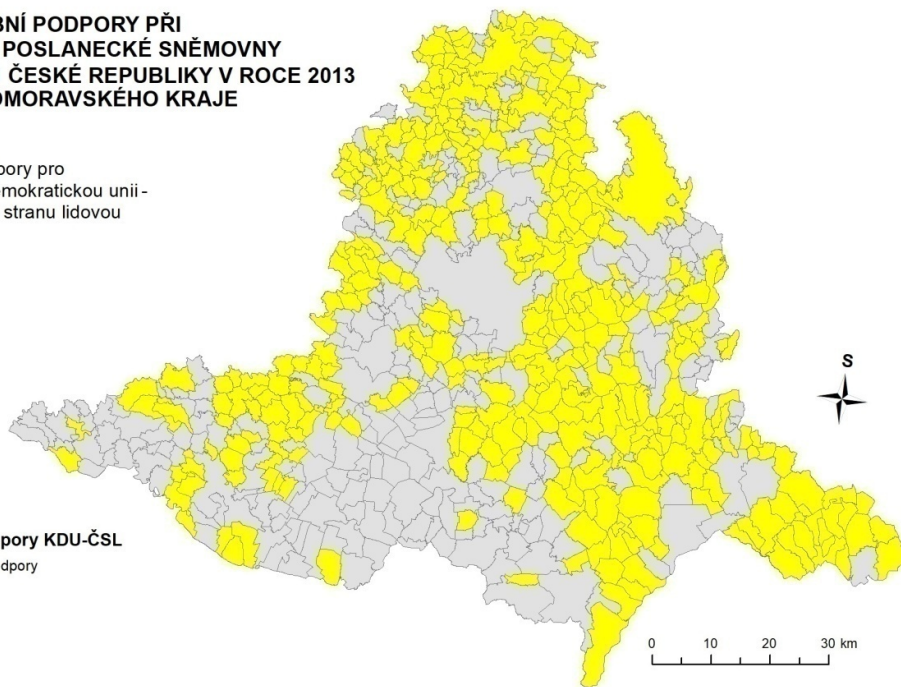 BNÍ PODPORY PŘI
POSLANECKÉ SNĚMOVNY
ČESKÉ REPUBLIKY V ROCE 2013
OMORAVSKÉHO KRAJE
pory pro
emokratickou unii -
stranu lidovou
S
pory KDU-ČSL
dpory
0 10 20 30 km